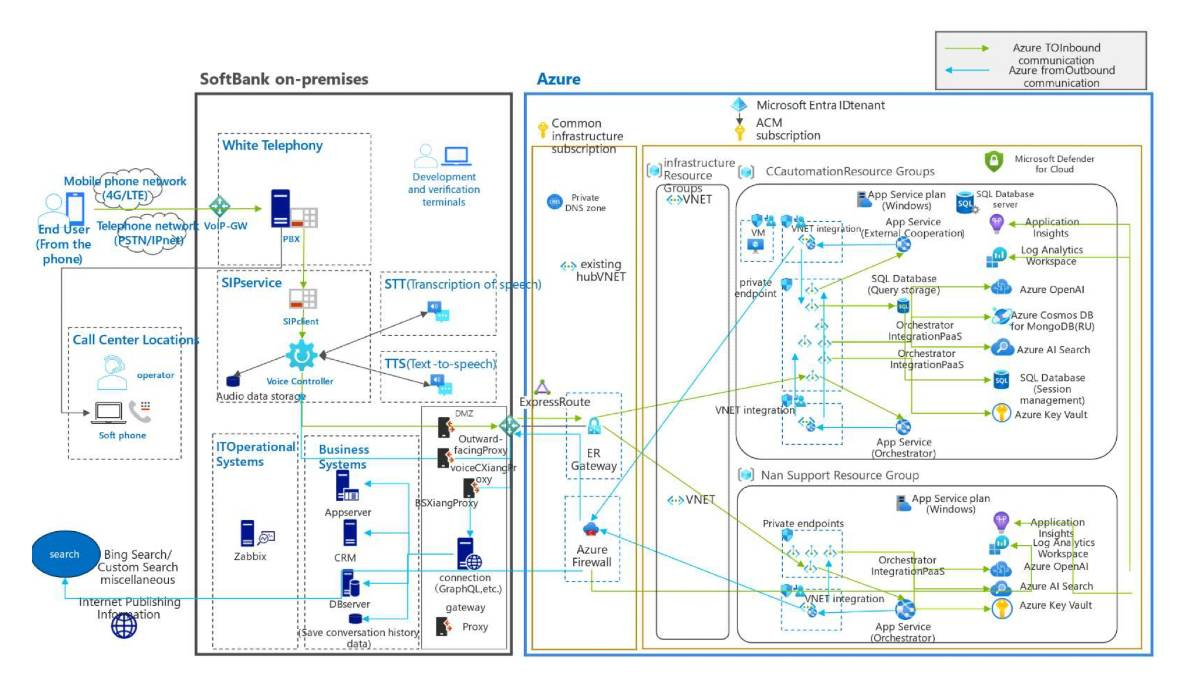 Azure TOInbound
communication
Azure fromOutbound
communication
SoftBank on-premises
Azure
Microsoft Entra IDtenant
ACM
subscription
Common
infrastructure
subscription
White Telephony
Development
and verification
terminals
infrastructure
Resource
Groups
VNET
CCautomationResource Groups
Microsoft Defender
for Cloud
Mobile phone network
(4G/LTE)
End User
(From the
phone)
Telephone network
(PSTN/IPnet)
VoIP-GW
PBX
Private
DNS zone
existing
hubVNET
App Service plan
(Windows)
SQL Database
server
SQL
VM
VNET integration
App Service
(External Cooperation)
Application
Insights
Log Analytics
Workspace
SIPservice
SIPclient
STT(Transcription of speech)
private
endpoint
SQL Database
(Query storage)
SQL
Azure OpenAI
Azure Cosmos DB
for MongoDB(RU)
Orchestrator
IntegrationPaaS
Orchestrator
IntegrationPaaS
Azure AI Search
Call Center Locations
operator
Soft phone
Voice Controller
Audio data storage
TTS(Text-to-speech)
SQL
SQL Database
(Session
management)
Azure Key Vault
ExpressRoute
VNET integration
App Service
(Orchestrator)
DMZ
Outward-
facingProxy
voiceCXiangPr
oxy
BSXiangProxy
connection
(GraphQL,etc.)
gateway
Proxy
ER
Gateway
Azure
Firewall
ITOperational
Systems
Zabbix
Business
Systems
Appserver
CRM
DBserver
(Save conversation history
data)
search
Bing Search/
Custom Search
miscellaneous
Internet Publishing
Information
VNET
Nan Support Resource Group
App Service plan
(Windows)
Private endpoints
Application
Insights
Log Analytics
Workspace
Orchestrator
IntegrationPaaS
Azure OpenAI
Azure AI Search
Azure Key Vault
VNET integration
App Service
(Orchestrator)